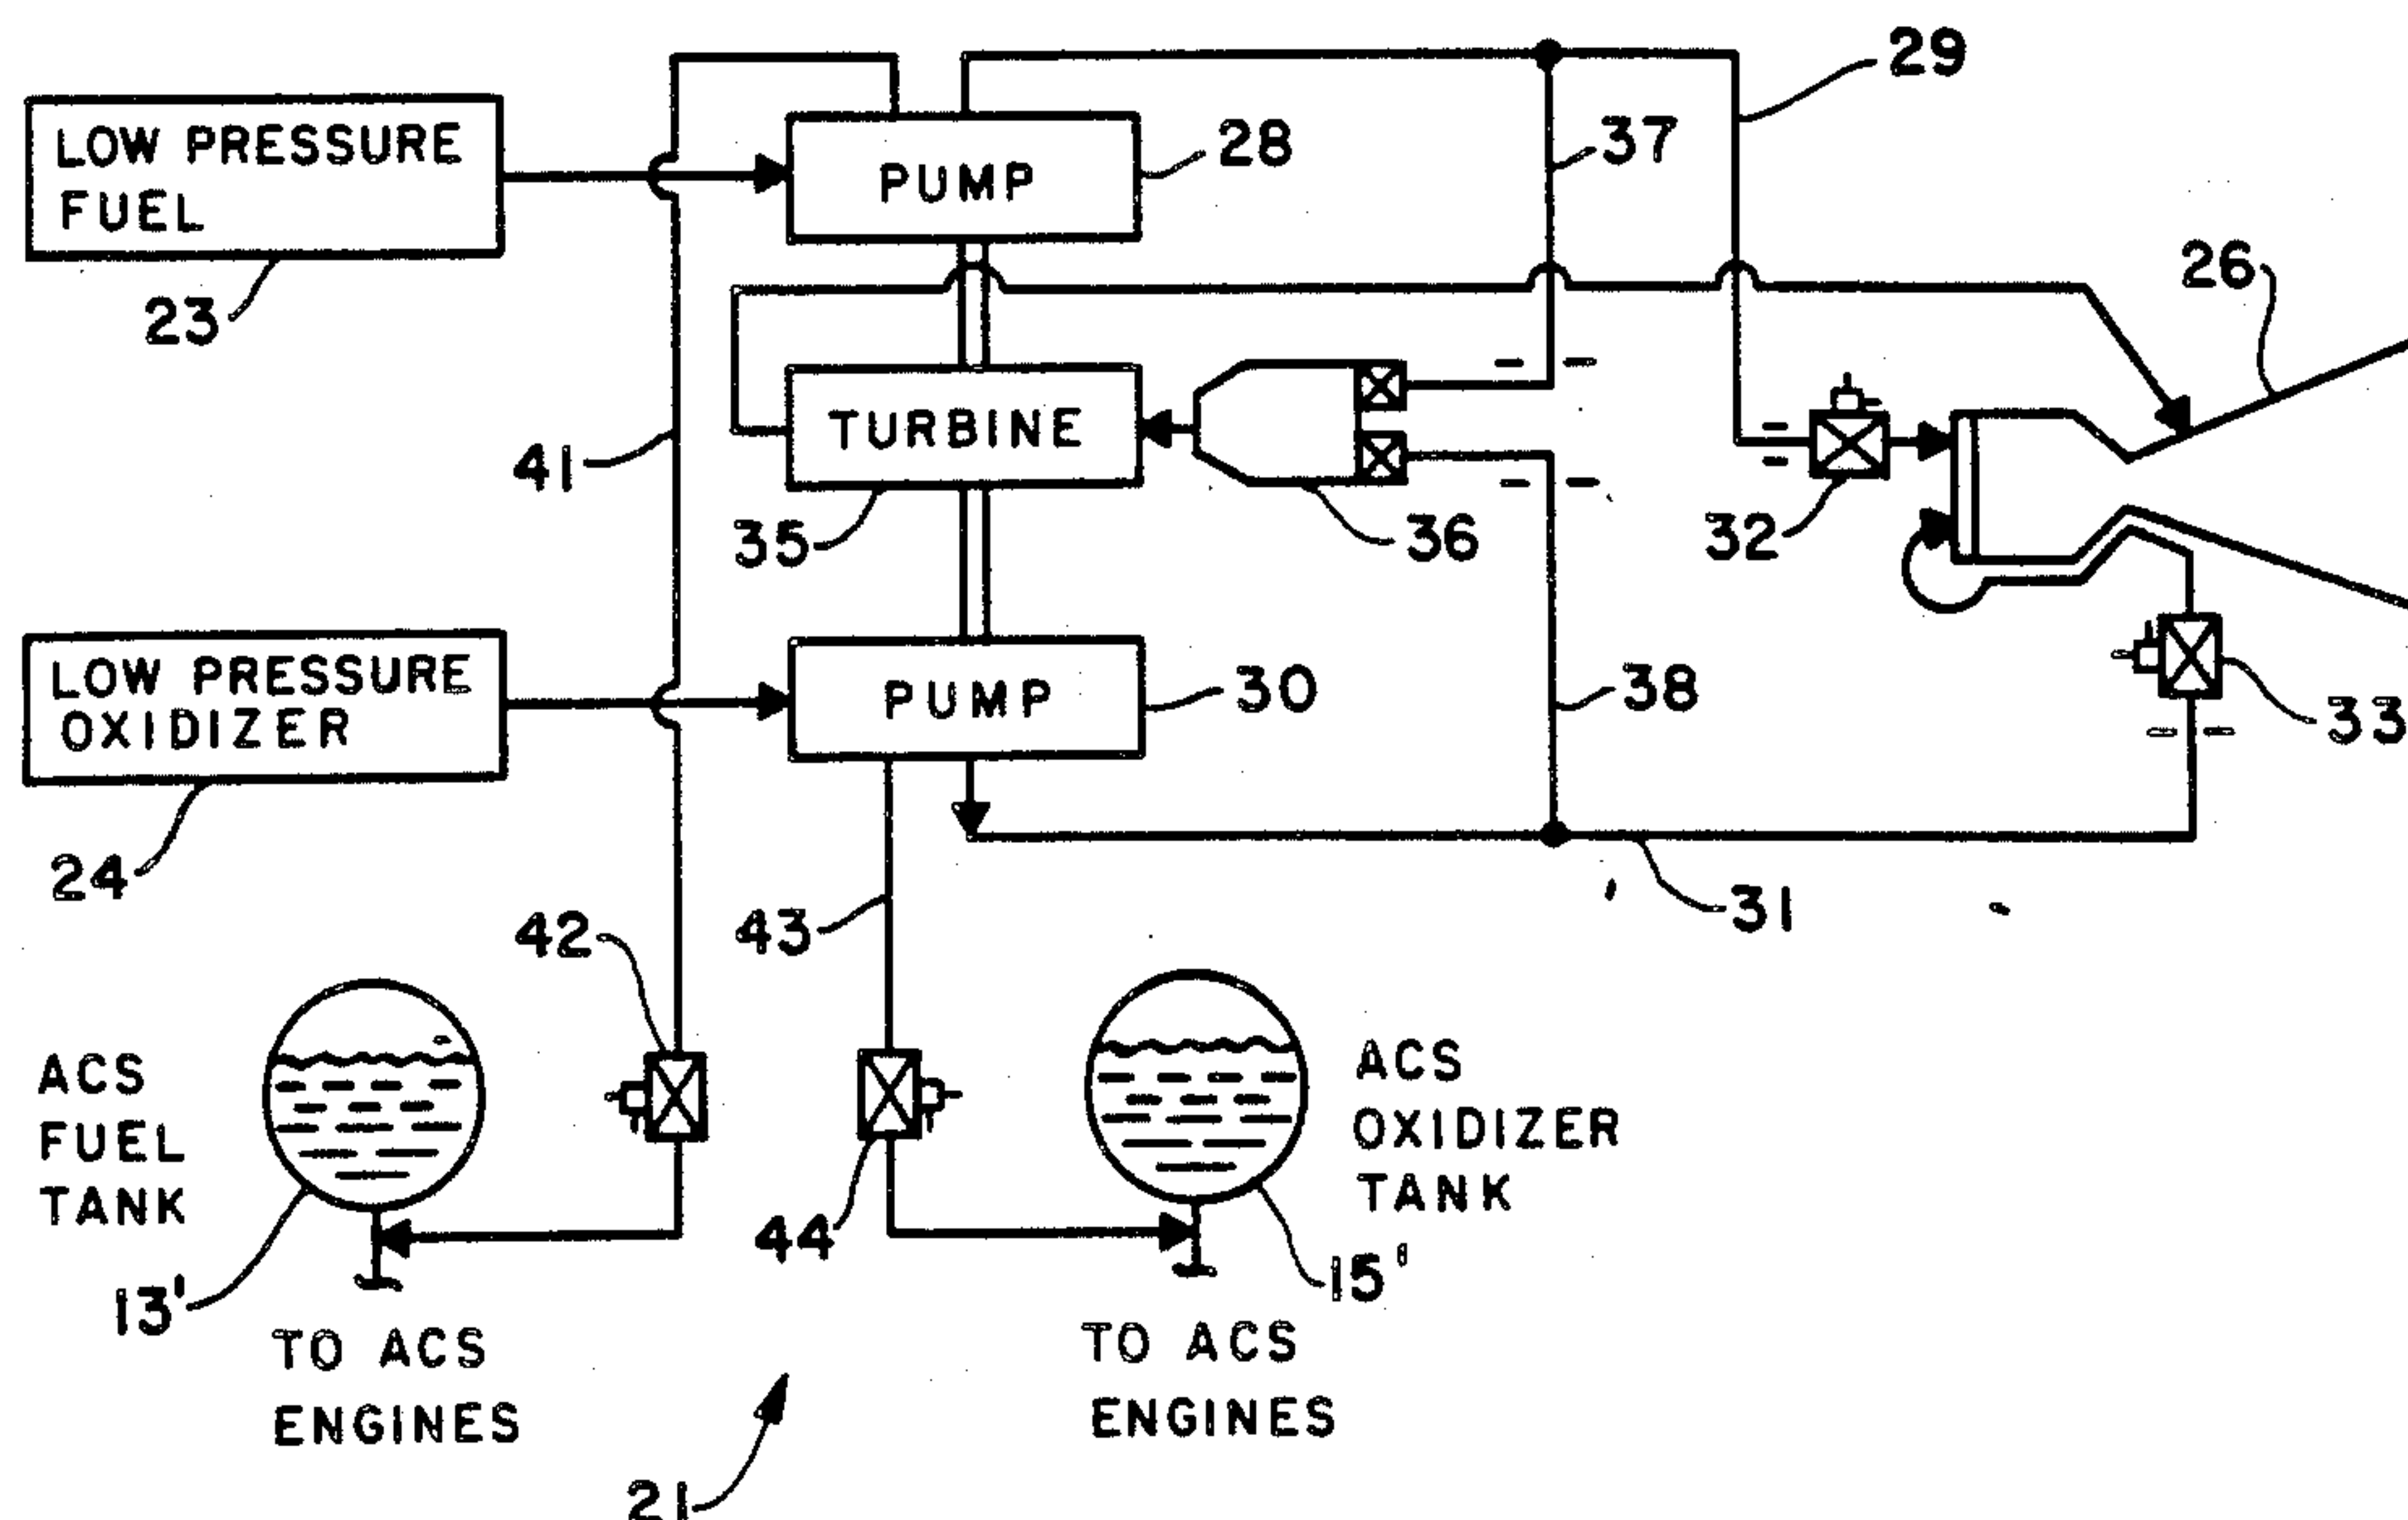 29
LOW PRESSURE
FUEL
23
PUMP
28
37
26
41
TURBINE
35
36
32
33
LOW PRESSURE
OXIDIZER
24
PUMP
30
38
31
42
43
44
ACS
FUEL
TANK
13'
ACS
OXIDIZER
TANK
15'
TO ACS
ENGINES
TO ACS
ENGINES
21